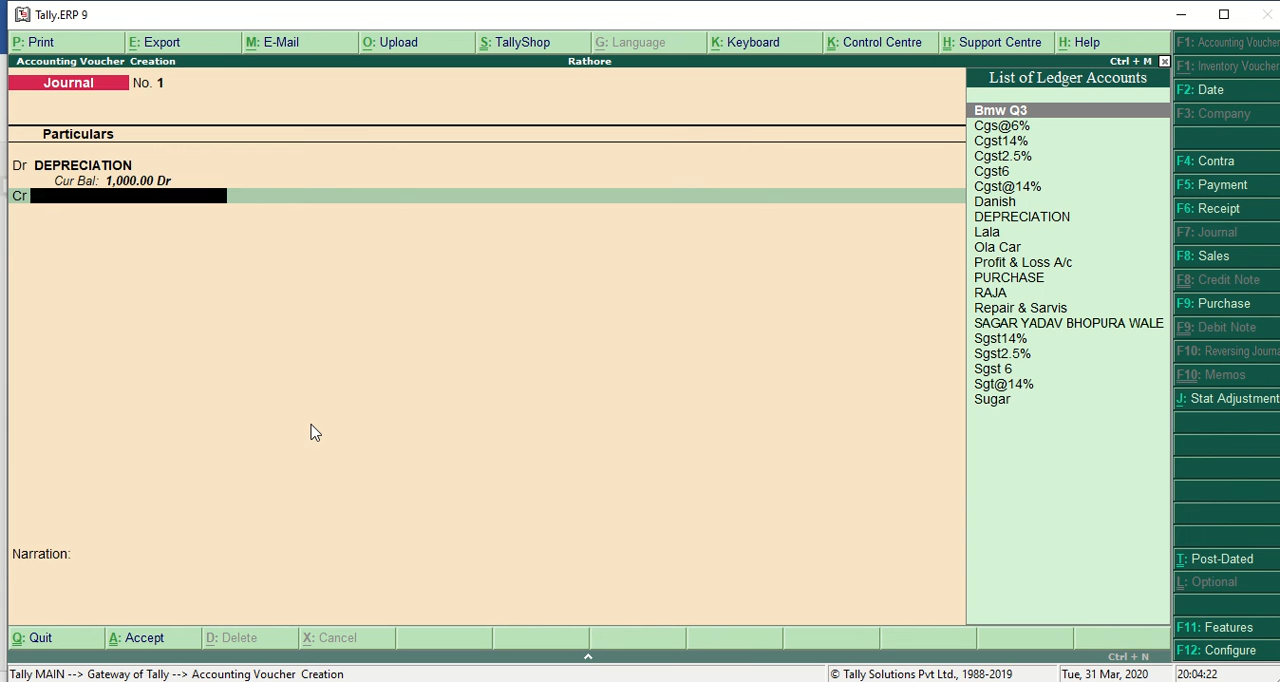 Tally.ERP 9
P: Print E: Export M: E-Mail O: Upload S: TallyShop G: Language K: Keyboard K: Control Centre H: Support Centre H: Help
Accounting Voucher Creation Rathore Ctrl + M
Journal No. 1
Particulars
Dr DEPRECIATION
Cur Bal: 1,000.00 Dr
Cr
Narration:
List of Ledger Accounts
Bmw Q3
Cgs@6%
Cgst14%
Cgst2.5%
Cgst6
Cgst@14%
Danish
DEPRECIATION
Lala
Ola Car
Profit & Loss A/c
PURCHASE
RAJA
Repair & Sarvis
SAGAR YADAV BHOPURA WALE
Sgst14%
Sgst2.5%
Sgst 6
Sgt@14%
Sugar
F1: Accounting Voucher
F1: Inventory Voucher
F2: Date
F3: Company
F4: Contra
F5: Payment
F6: Receipt
F7: Journal
F8: Sales
F8: Credit Note
F9: Purchase
F9: Debit Note
F10: Reversing Journa
F10: Memos
J: Stat Adjustment
T: Post-Dated
L: Optional
F11: Features
F12: Configure
Q: Quit A: Accept D: Delete X: Cancel
Ctrl + N
Tally MAIN --> Gateway of Tally --> Accounting Voucher Creation © Tally Solutions Pvt Ltd., 1988-2019 Tue, 31 Mar, 2020 20:04:22